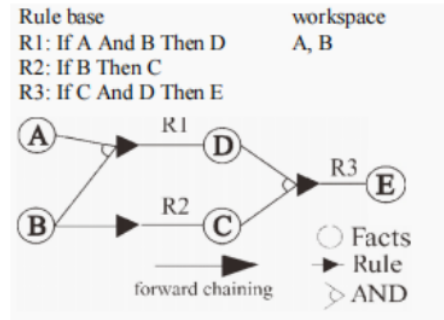 Rule base
workspace
R1: If A And B Then D
A, B
R2: If B Then C
R3: If C And D Then E
A
R1
D
R3
E
B
R2
C
Facts
Rule
forward chaining
AND